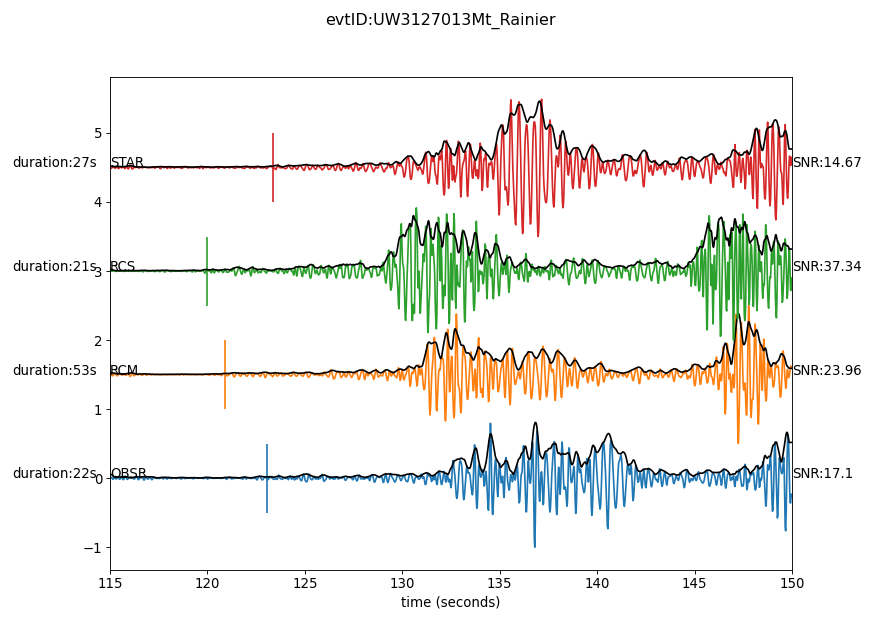 evtID:UW3127013Mt_Rainier
5
duration:27s STAR SNR:14.67
4
duration:21s RCS SNR:37.34
3
2
duration:53s RCM SNR:23.96
1
duration:22s OBSR SNR:17.1
0
−1
115 120 125 130 135 140 145 150
time (seconds)